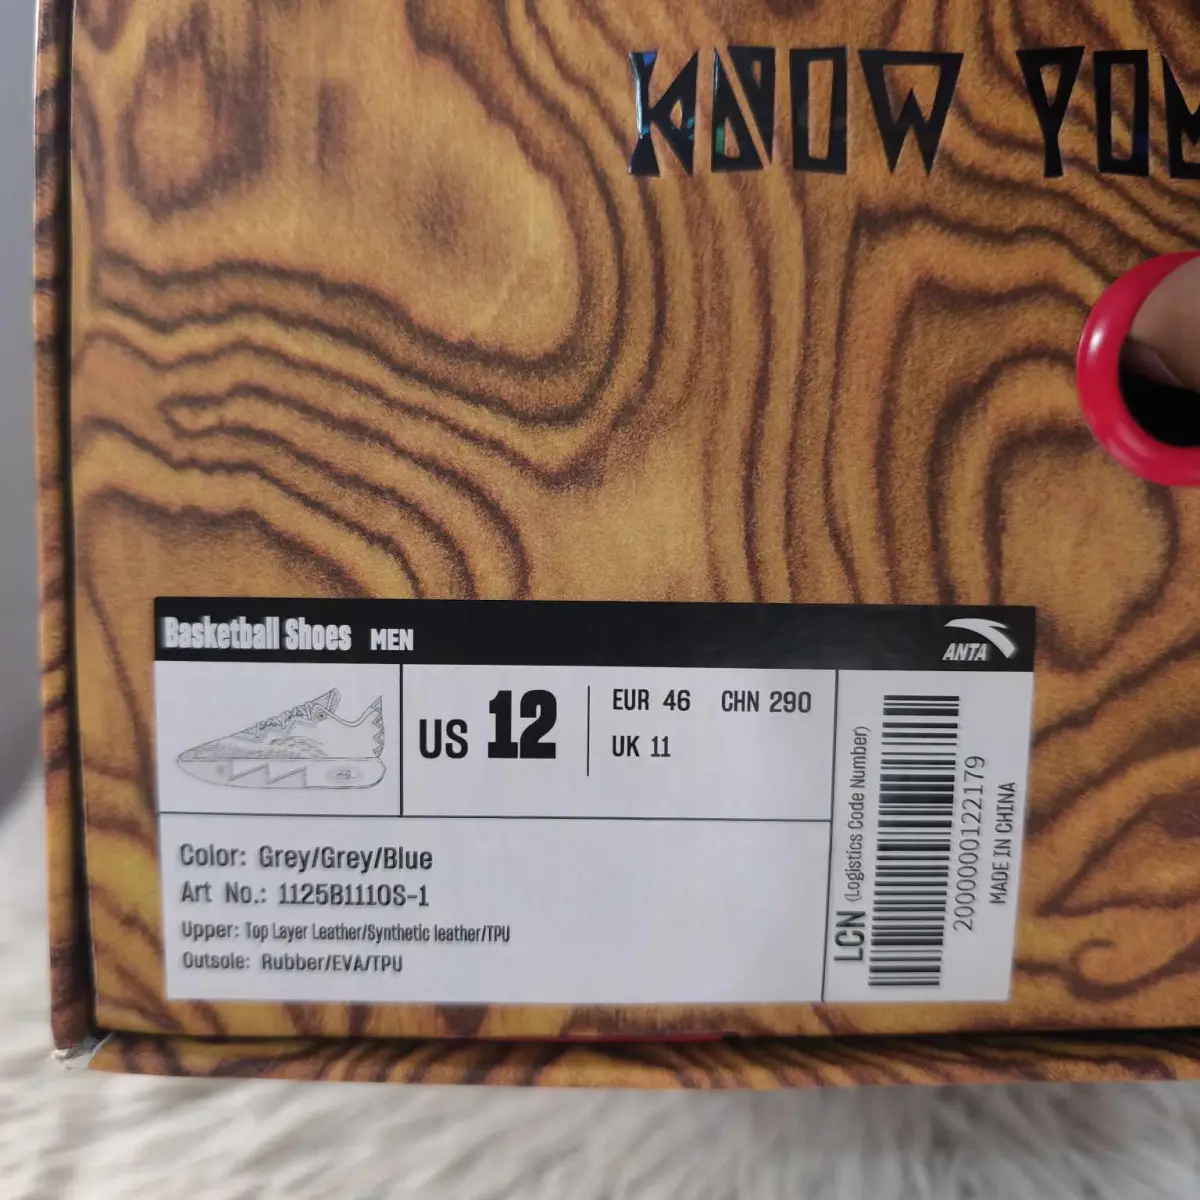 KNOW YOU
Basketball Shoes MEN
ANTA
US 12
EUR 46 CHN 290
UK 11
Color: Grey/Grey/Blue
Art No.: 1125B1110S-1
Upper: Top Layer Leather/Synthetic leather/TPU
Outsole: Rubber/EVA/TPU
LCN (Logistics Code Number)
2000000122179
MADE IN CHINA